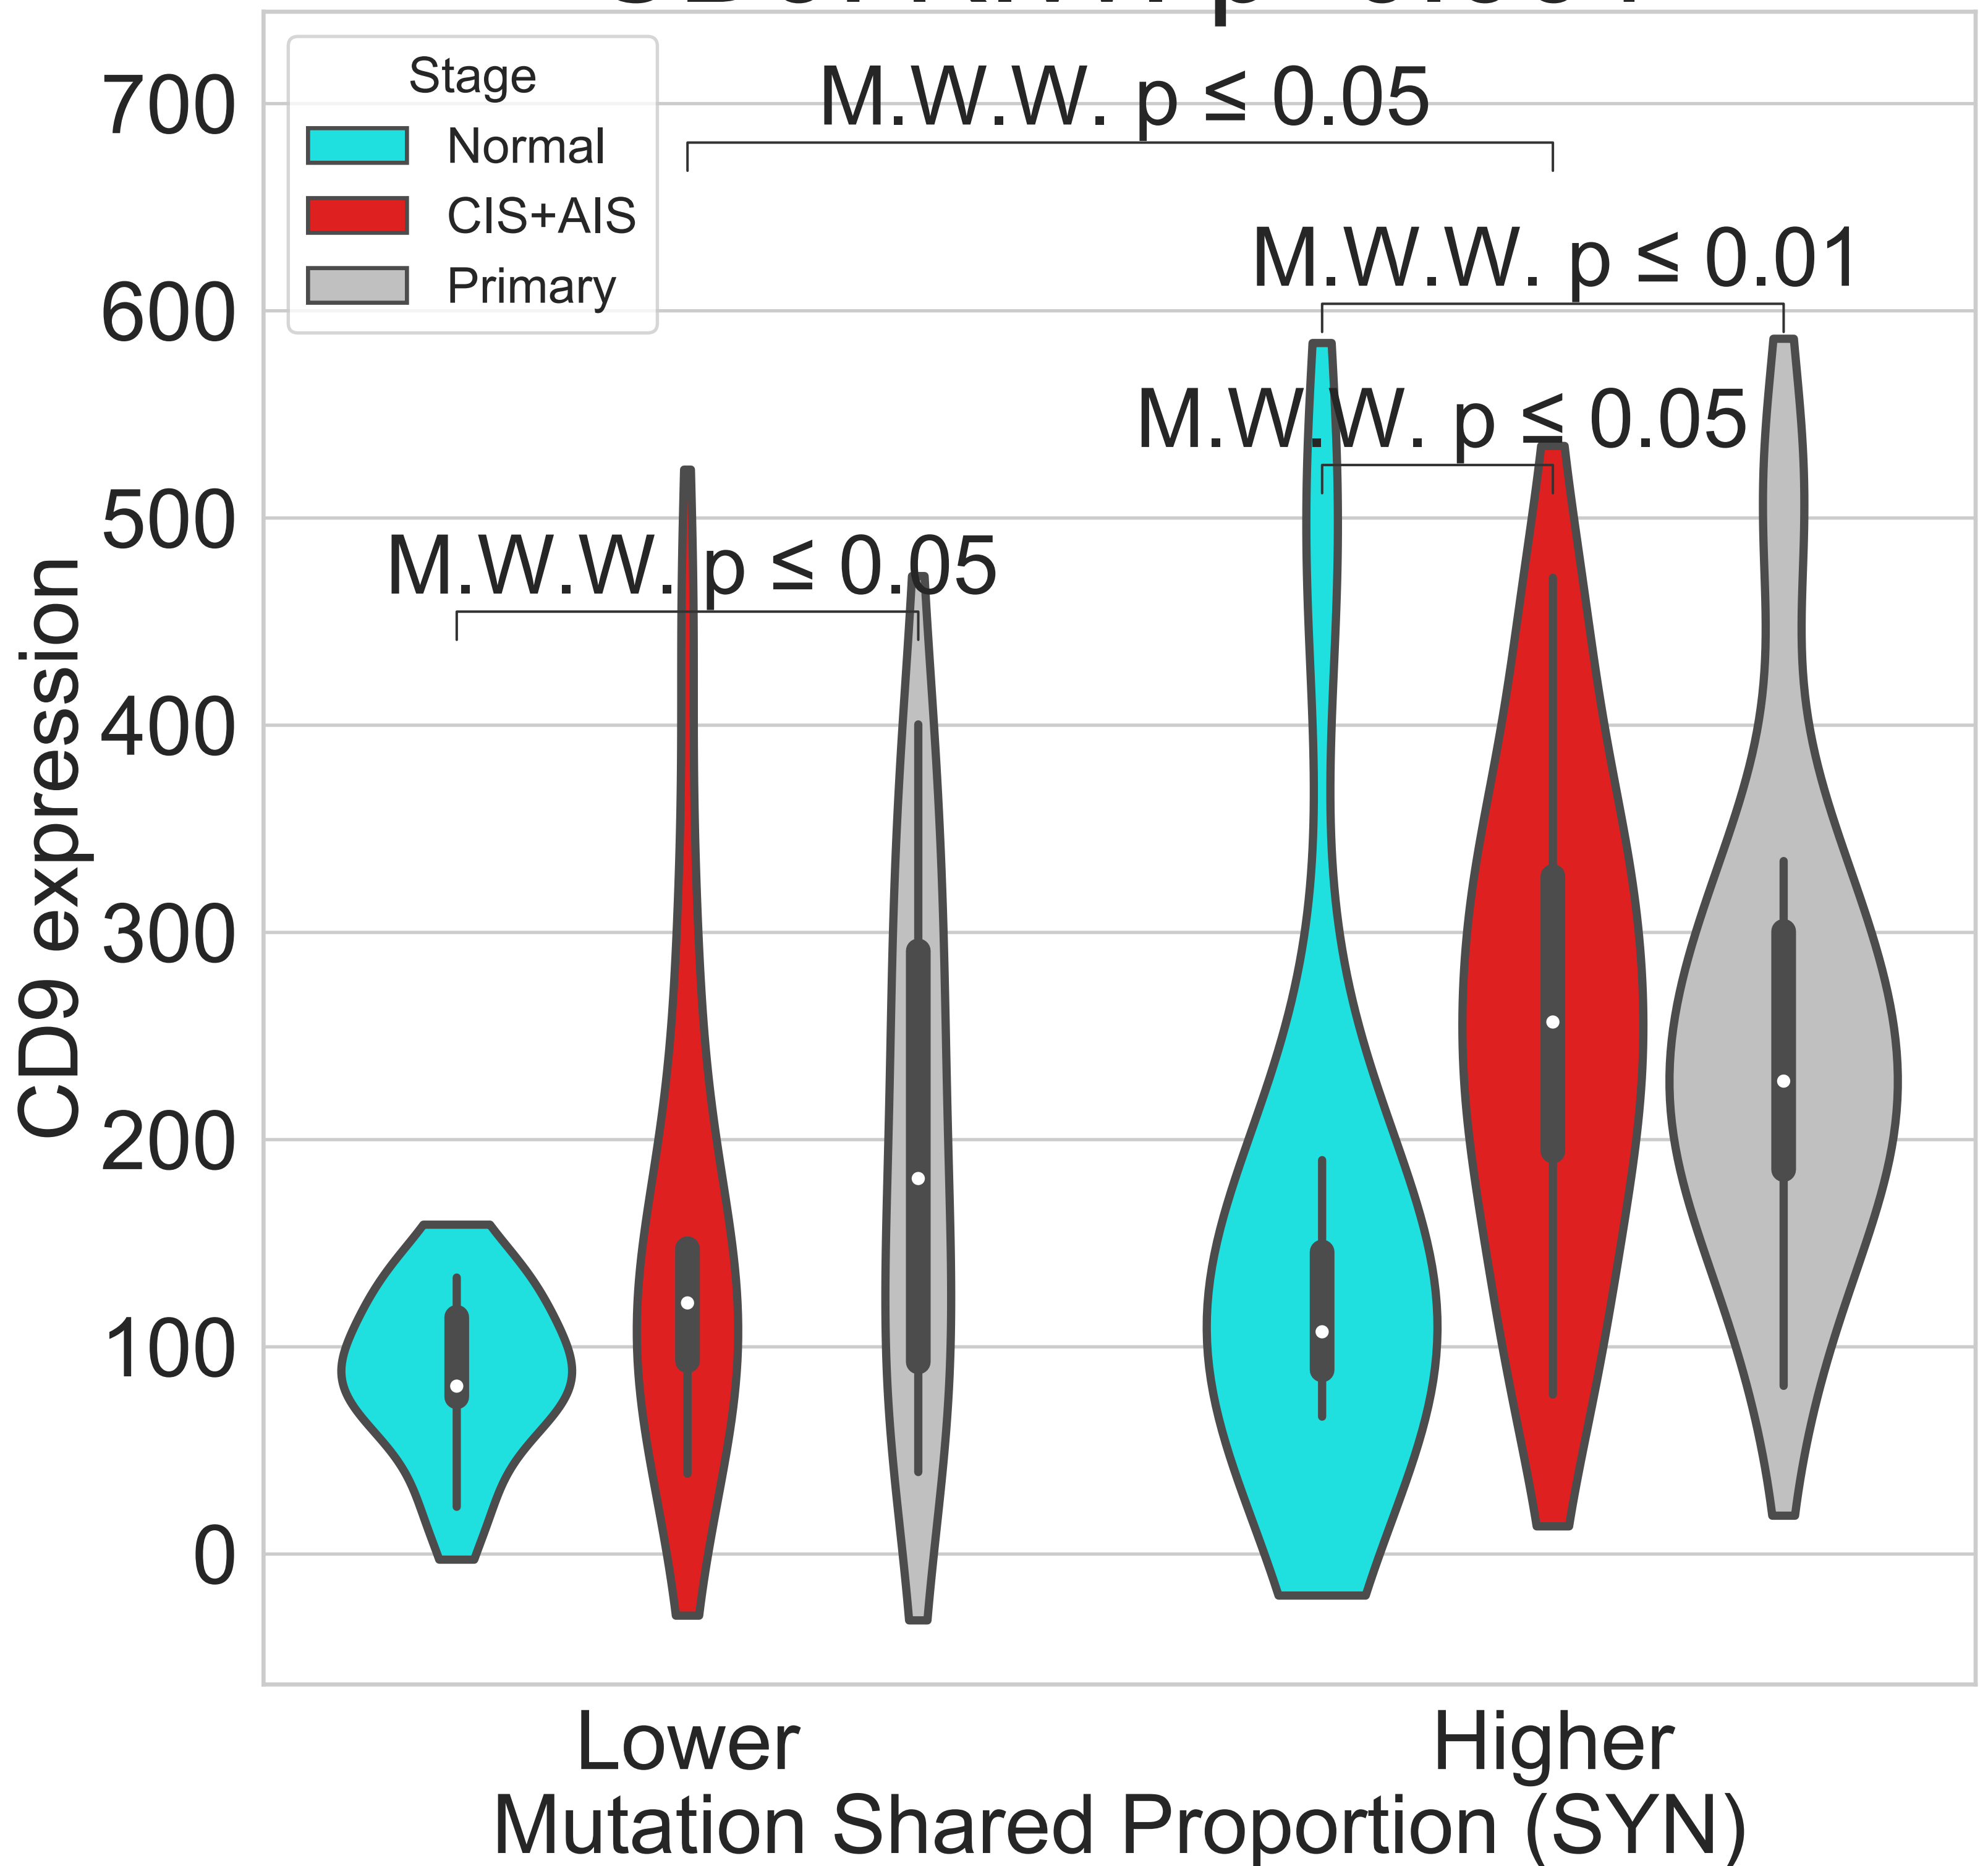 Stage
Normal
CIS+AIS
Primary
M.W.W. p ≤ 0.05
M.W.W. p ≤ 0.01
M.W.W. p ≤ 0.05
M.W.W. p ≤ 0.05
700
600
500
400
300
200
100
0
CD9 expression
Lower
Higher
Mutation Shared Proportion (SYN)